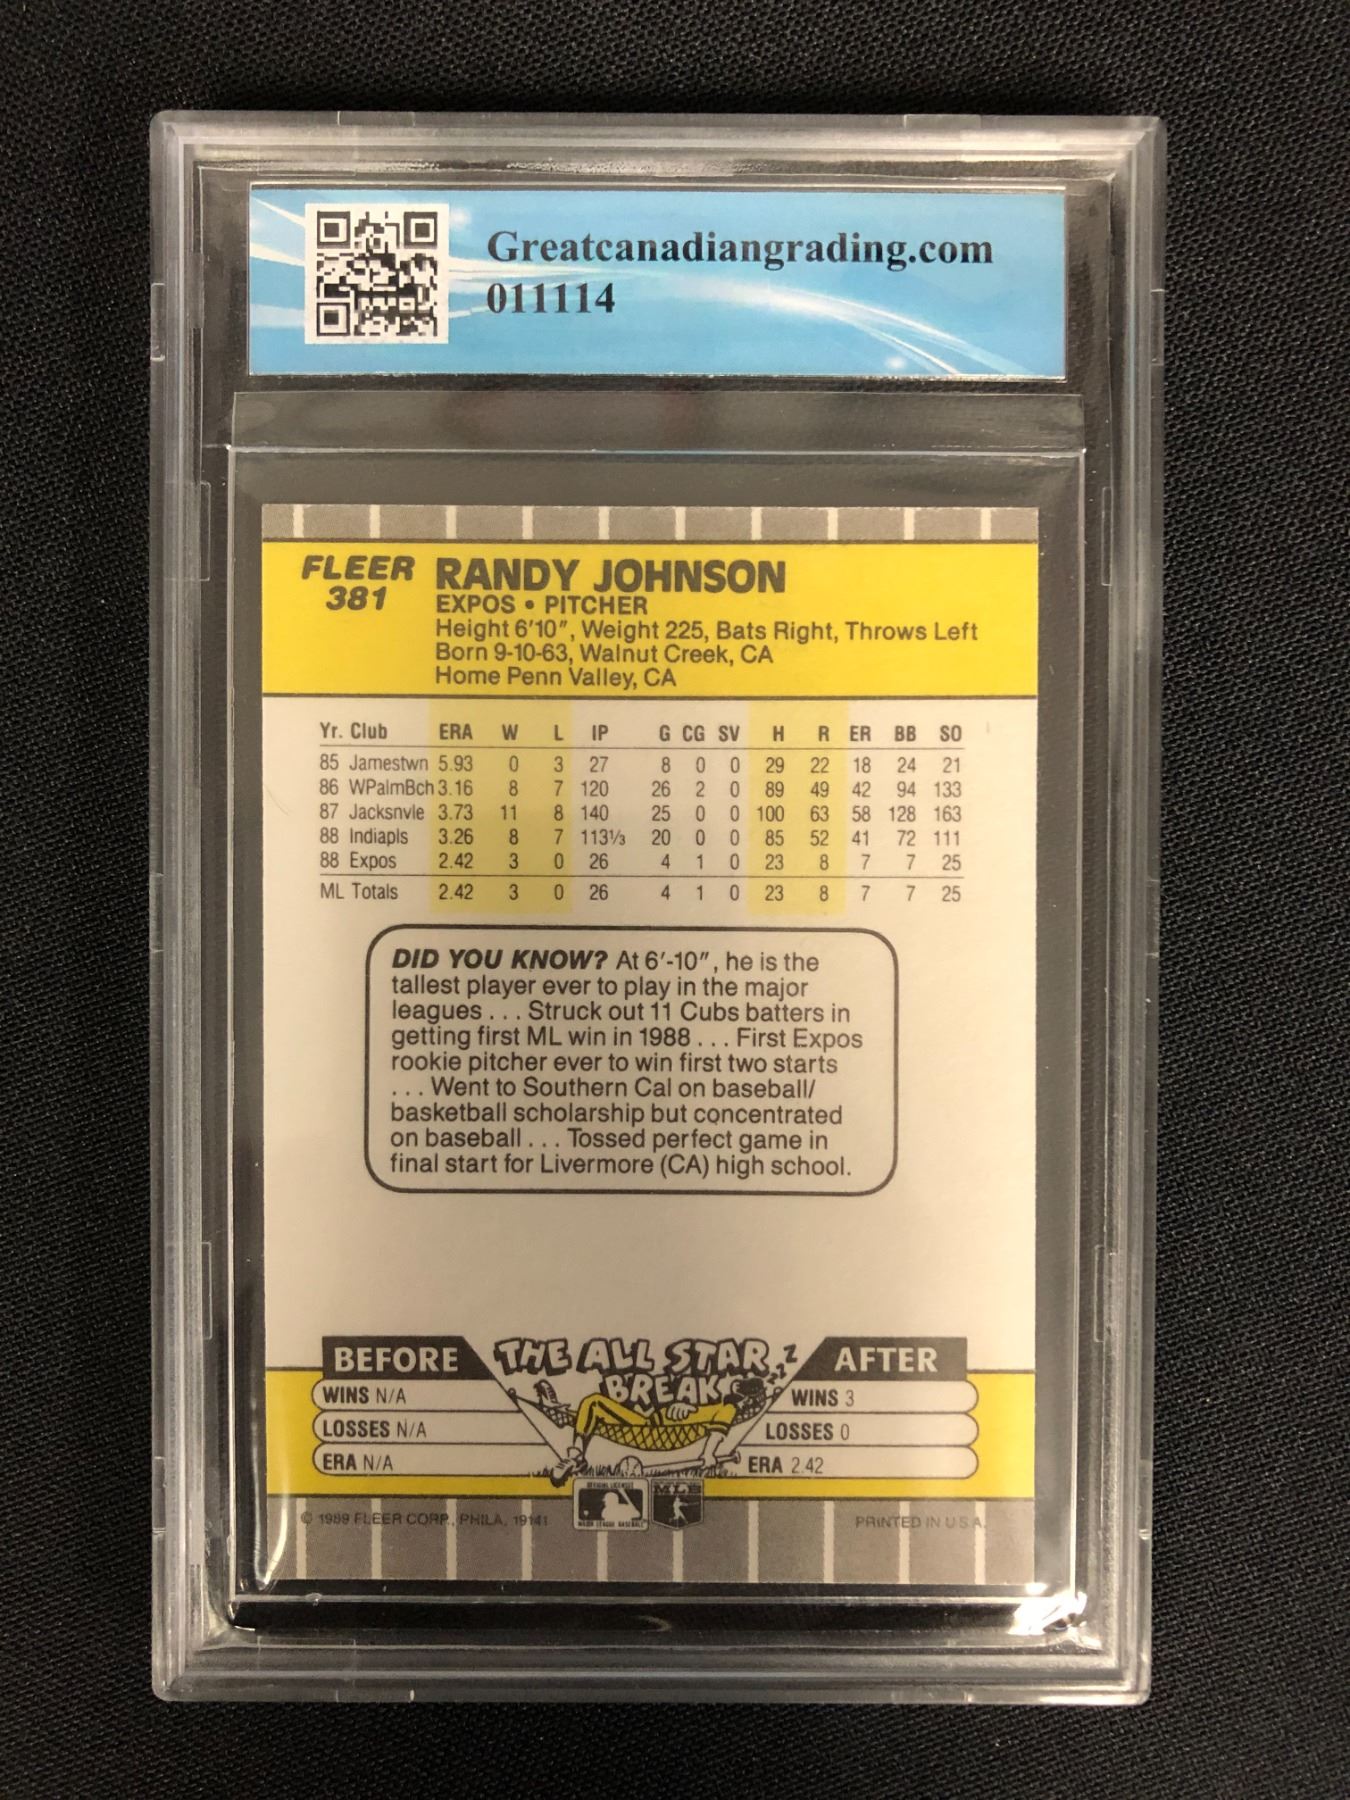 Greatcanadiangrading.com
011114
FLEER
381
RANDY JOHNSON
EXPOS • PITCHER
Height 6'10", Weight 225, Bats Right, Throws Left
Born 9-10-63, Walnut Creek, CA
Home Penn Valley, CA
Yr. Club ERA W L IP G CG SV H R ER BB SO
85 Jamestwn 5.93 0 3 27 8 0 0 29 22 18 24 21
86 WPalmBch 3.16 8 7 120 26 2 0 89 49 42 94 133
87 Jacksnvle 3.73 11 8 140 25 0 0 100 63 58 128 163
88 Indiapls 3.26 8 7 113⅓ 20 0 0 85 52 41 72 111
88 Expos 2.42 3 0 26 4 1 0 23 8 7 7 25
ML Totals 2.42 3 0 26 4 1 0 23 8 7 7 25
DID YOU KNOW? At 6'-10", he is the
tallest player ever to play in the major
leagues . . . Struck out 11 Cubs batters in
getting first ML win in 1988 . . . First Expos
rookie pitcher ever to win first two starts
. . . Went to Southern Cal on baseball/
basketball scholarship but concentrated
on baseball . . . Tossed perfect game in
final start for Livermore (CA) high school.
BEFORE
WINS N/A
LOSSES N/A
ERA N/A
THE ALL STAR
BREAK
ZZZZ
AFTER
WINS 3
LOSSES 0
ERA 2.42
© 1989 FLEER CORP., PHILA. 19141
OFFICIAL LICENSEE
MAJOR LEAGUE BASEBALL
MLB
PRINTED IN U.S.A.